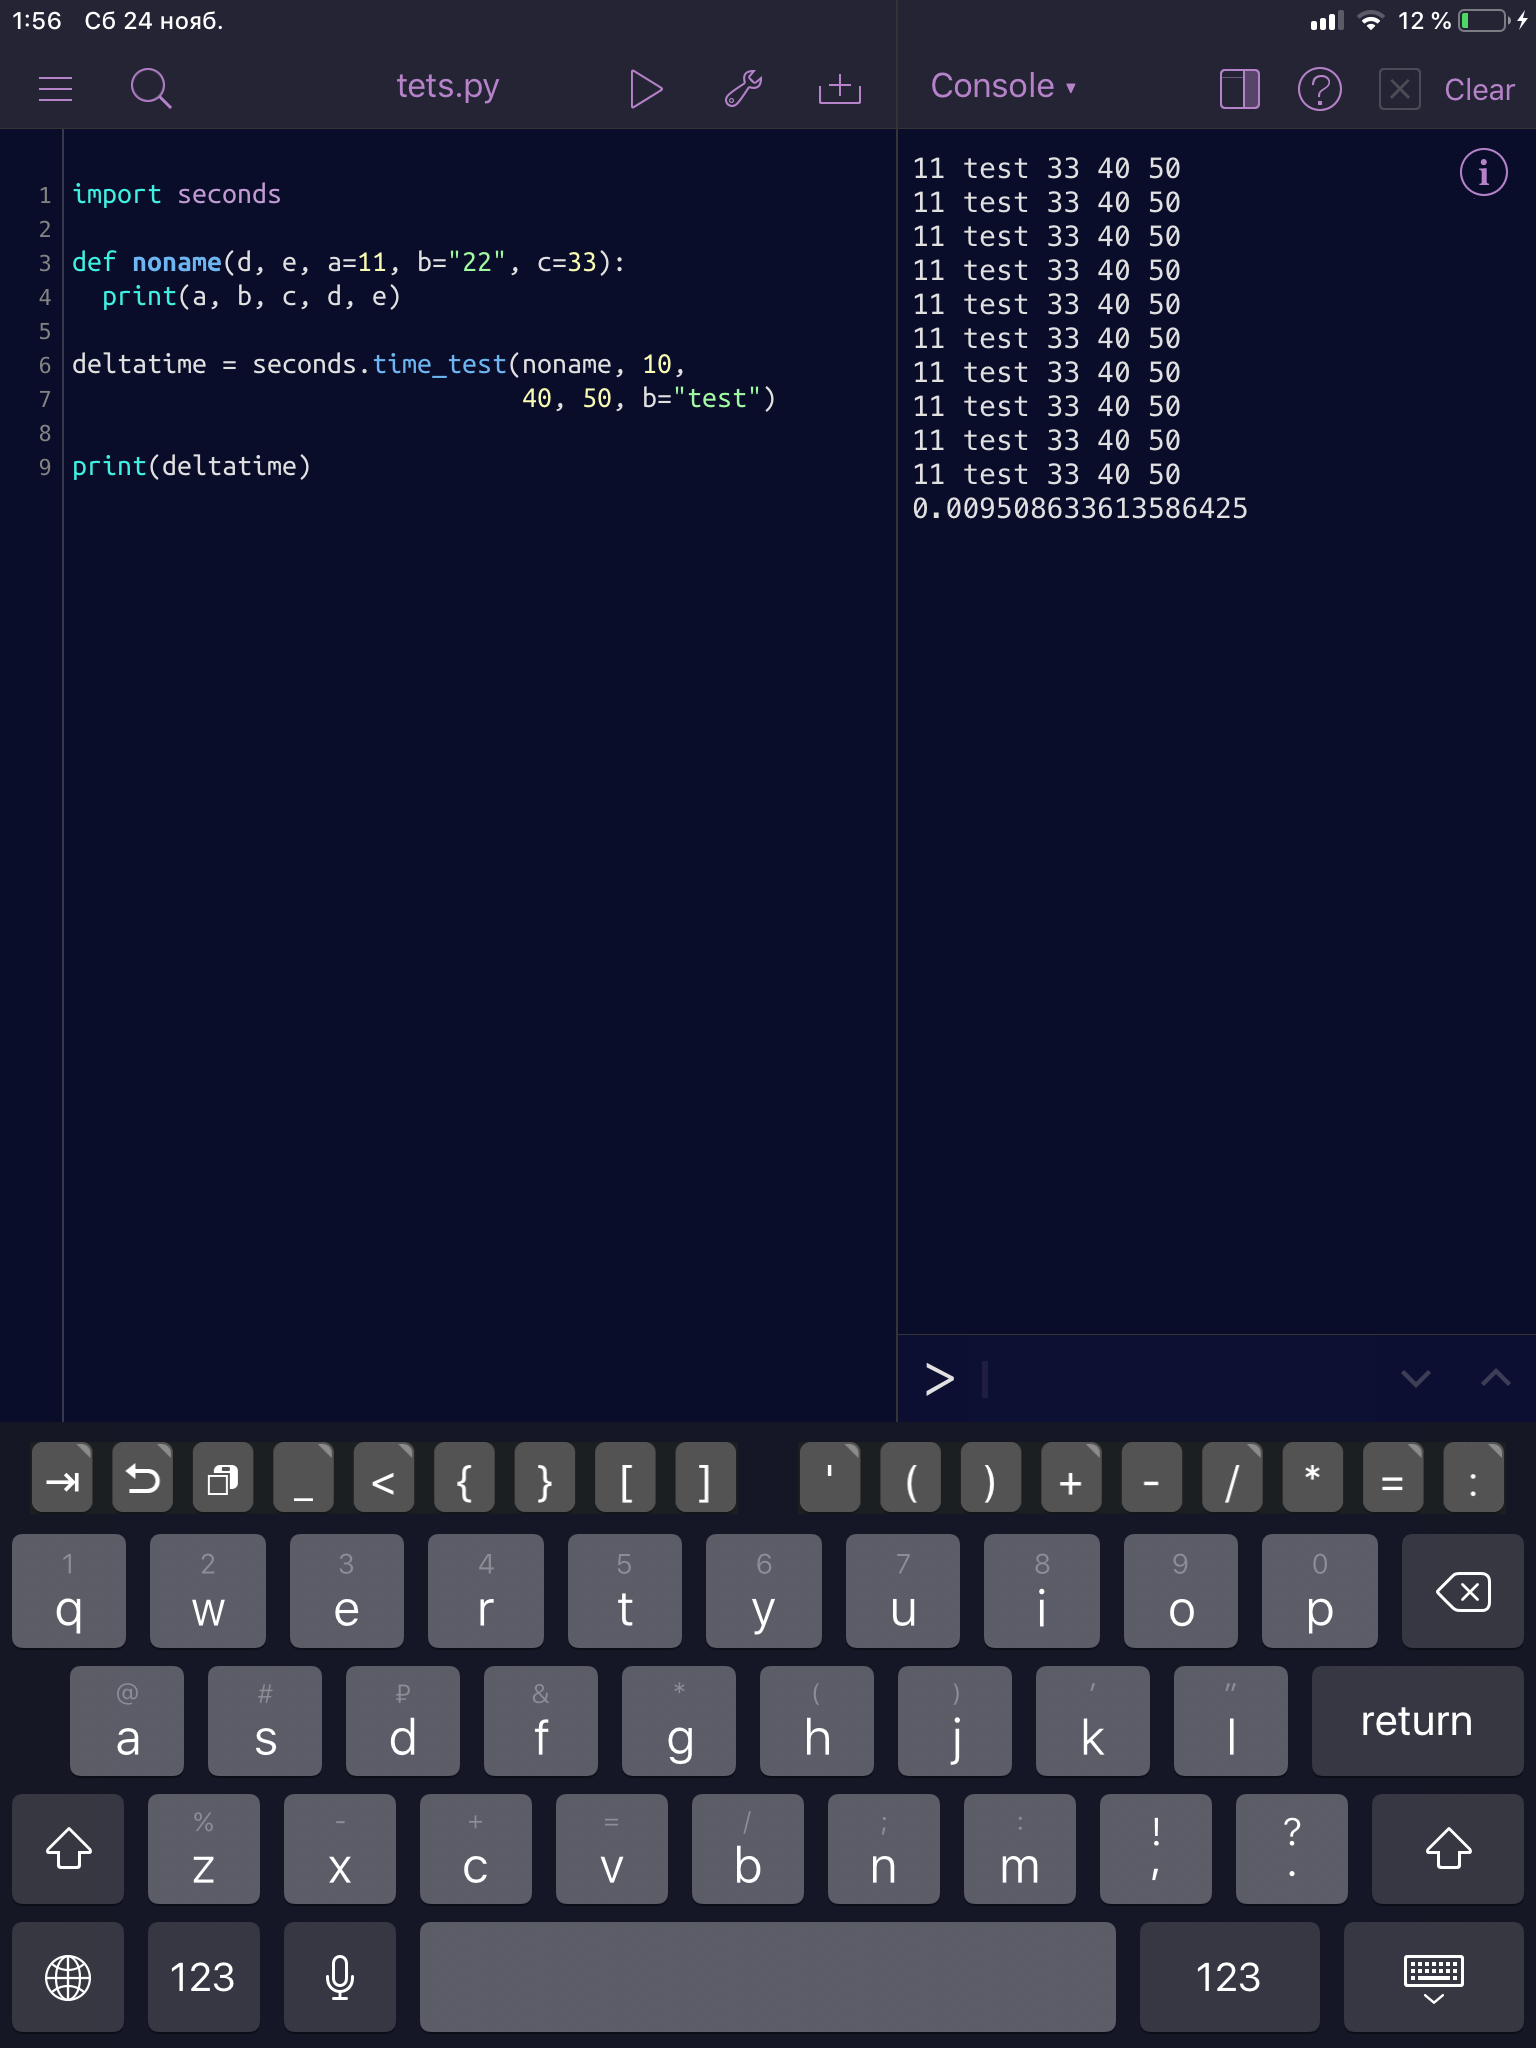 1:56 Сб 24 нояб.
12 %
tets.py
Console ▾
Clear
1 import seconds
2
3 def noname(d, e, a=11, b="22", c=33):
4 print(a, b, c, d, e)
5
6 deltatime = seconds.time_test(noname, 10,
7 40, 50, b="test")
8
9 print(deltatime)
11 test 33 40 50
11 test 33 40 50
11 test 33 40 50
11 test 33 40 50
11 test 33 40 50
11 test 33 40 50
11 test 33 40 50
11 test 33 40 50
11 test 33 40 50
11 test 33 40 50
0.009508633613586425
>
_ < { } [ ] ' ( ) + - / * = :
1 2 3 4 5 6 7 8 9 0
q w e r t y u i o p
@ # ₽ & * ( ) ' "
a s d f g h j k l return
% - + = / ; : ! ?
z x c v b n m , .
123 123